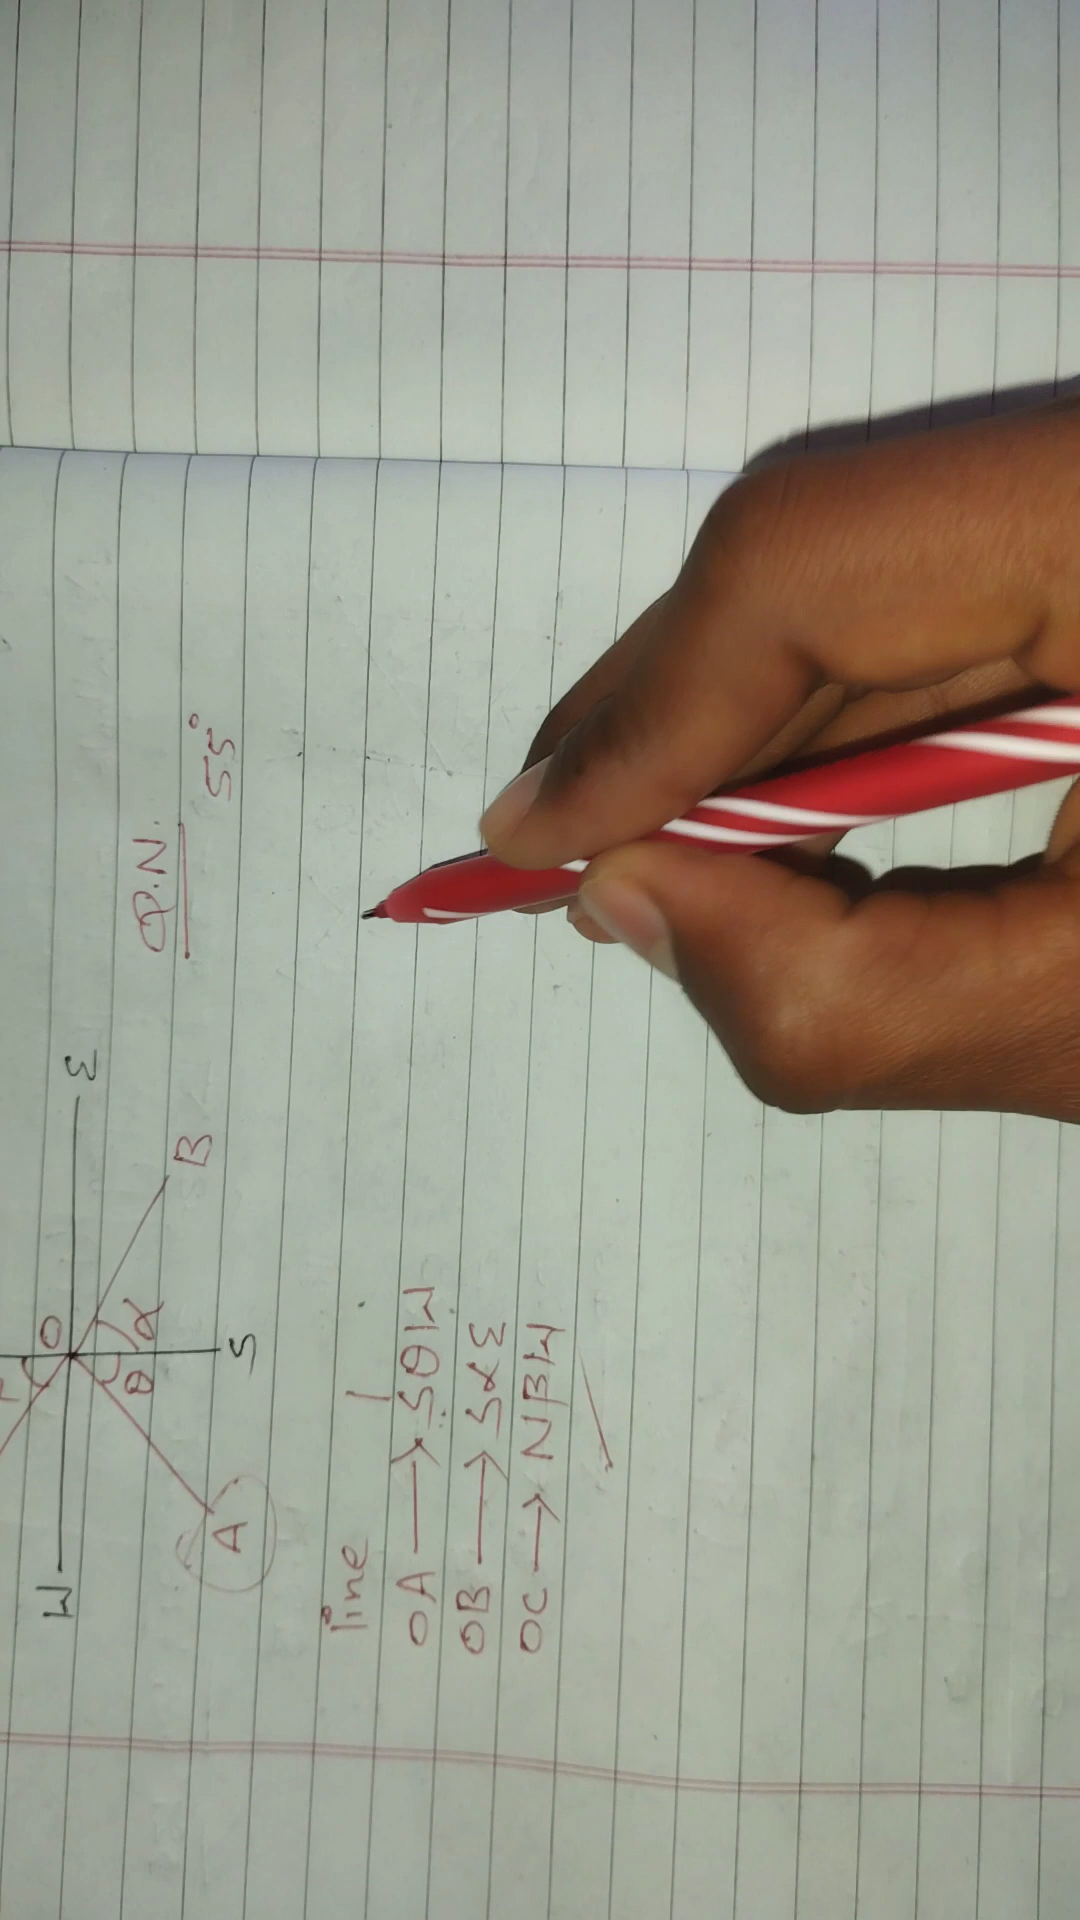 W
O
E
θ
α
A
B
S
Q.N.
55°
line
OA → SθW
OB → SαE
OC → NβW